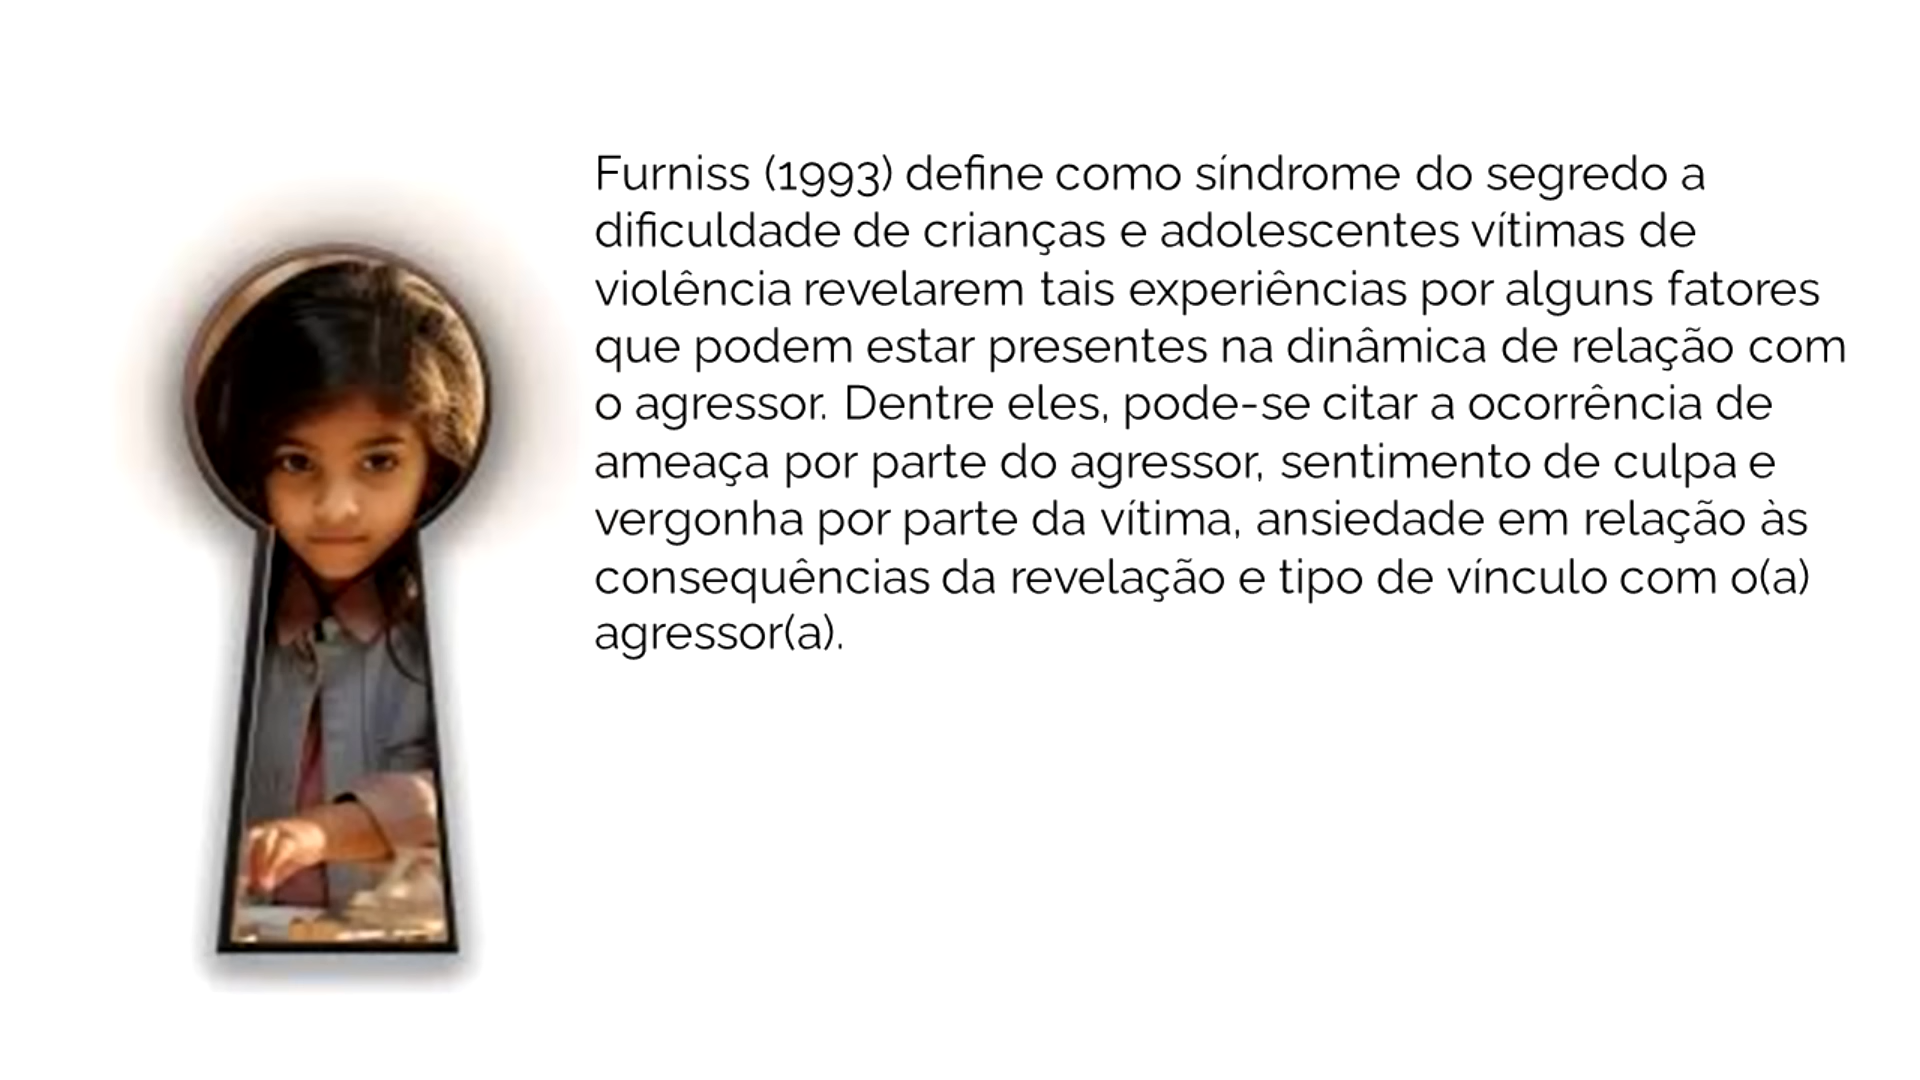 Furniss (1993) define como síndrome do segredo a
dificuldade de crianças e adolescentes vítimas de
violência revelarem tais experiências por alguns fatores
que podem estar presentes na dinâmica de relação com
o agressor. Dentre eles, pode-se citar a ocorrência de
ameaça por parte do agressor, sentimento de culpa e
vergonha por parte da vítima, ansiedade em relação às
consequências da revelação e tipo de vínculo com o(a)
agressor(a).